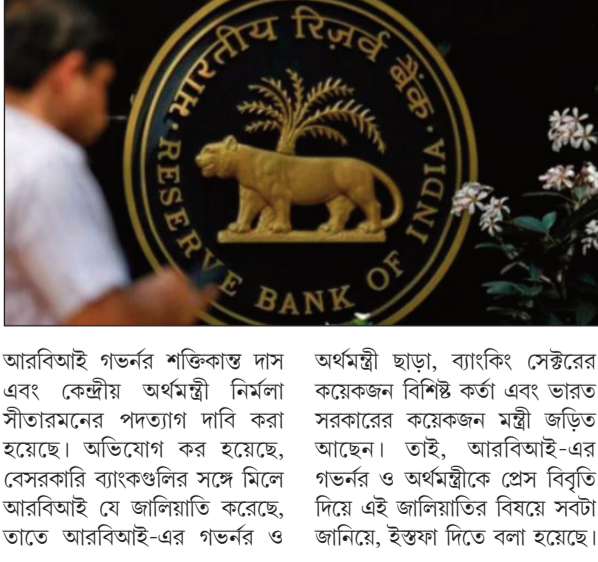 भारतीय रिज़र्व बैंक
RESERVE BANK OF INDIA
আরবিআই গভর্নর শক্তিকান্ত দাস
এবং কেন্দ্রীয় অর্থমন্ত্রী নির্মলা
সীতারমনের পদত্যাগ দাবি করা
হয়েছে। অভিযোগ কর হয়েছে,
বেসরকারি ব্যাংকগুলির সঙ্গে মিলে
আরবিআই যে জালিয়াতি করেছে,
তাতে আরবিআই-এর গভর্নর ও
অর্থমন্ত্রী ছাড়া, ব্যাংকিং সেক্টরের
কয়েকজন বিশিষ্ট কর্তা এবং ভারত
সরকারের কয়েকজন মন্ত্রী জড়িত
আছেন। তাই, আরবিআই-এর
গভর্নর ও অর্থমন্ত্রীকে প্রেস বিবৃতি
দিয়ে এই জালিয়াতির বিষয়ে সবটা
জানিয়ে, ইস্তফা দিতে বলা হয়েছে।